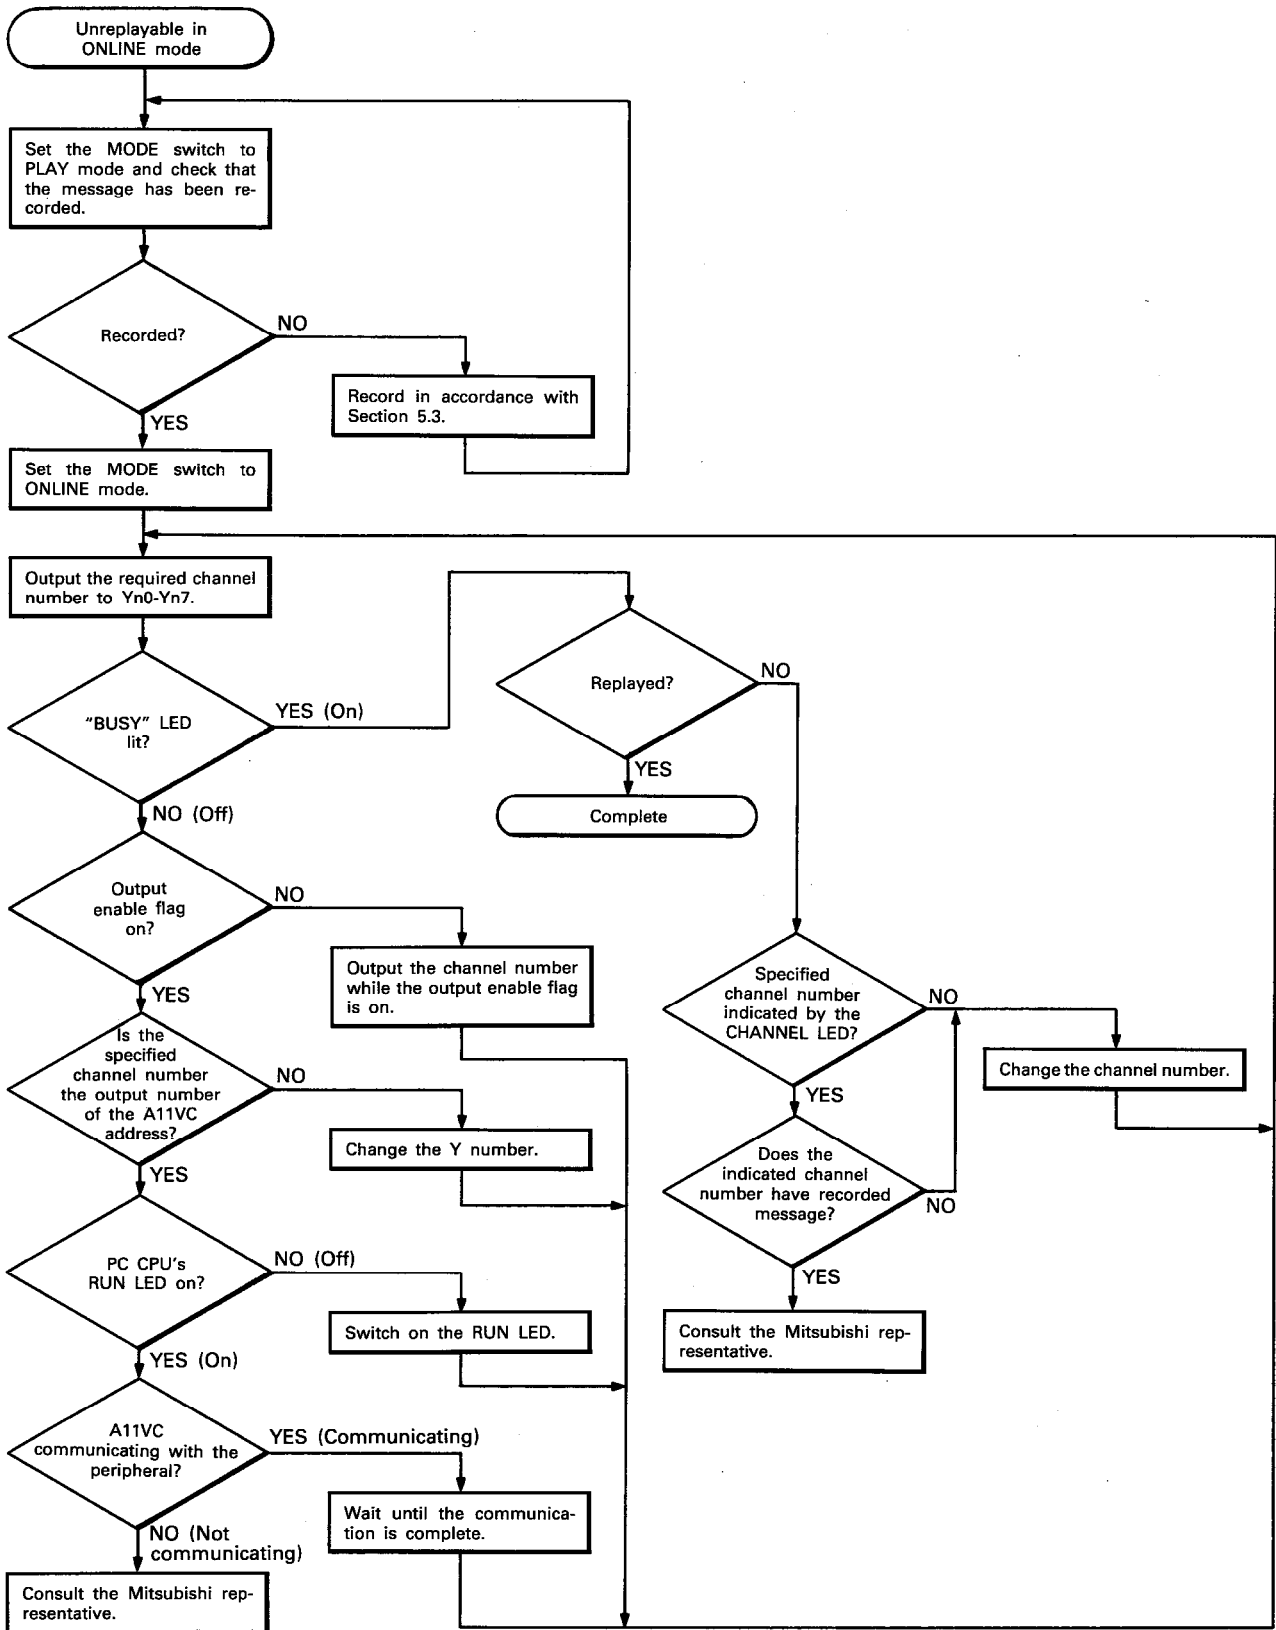 Unreplayable in
ONLINE mode
Set the MODE switch to
PLAY mode and check that
the message has been re-
corded.
Recorded?
NO
YES
Record in accordance with
Section 5.3.
Set the MODE switch to
ONLINE mode.
Output the required channel
number to Yn0-Yn7.
"BUSY" LED
lit?
YES (On)
NO (Off)
Replayed?
NO
YES
Complete
Output
enable flag
on?
NO
YES
Output the channel number
while the output enable flag
is on.
Is the
specified
channel number
the output number
of the A11VC
address?
NO
YES
Change the Y number.
PC CPU's
RUN LED on?
NO (Off)
YES (On)
Switch on the RUN LED.
A11VC
communicating with the
peripheral?
YES (Communicating)
NO (Not
communicating)
Wait until the communica-
tion is complete.
Consult the Mitsubishi rep-
resentative.
Specified
channel number
indicated by the
CHANNEL LED?
NO
YES
Change the channel number.
Does the
indicated channel
number have recorded
message?
NO
YES
Consult the Mitsubishi rep-
resentative.